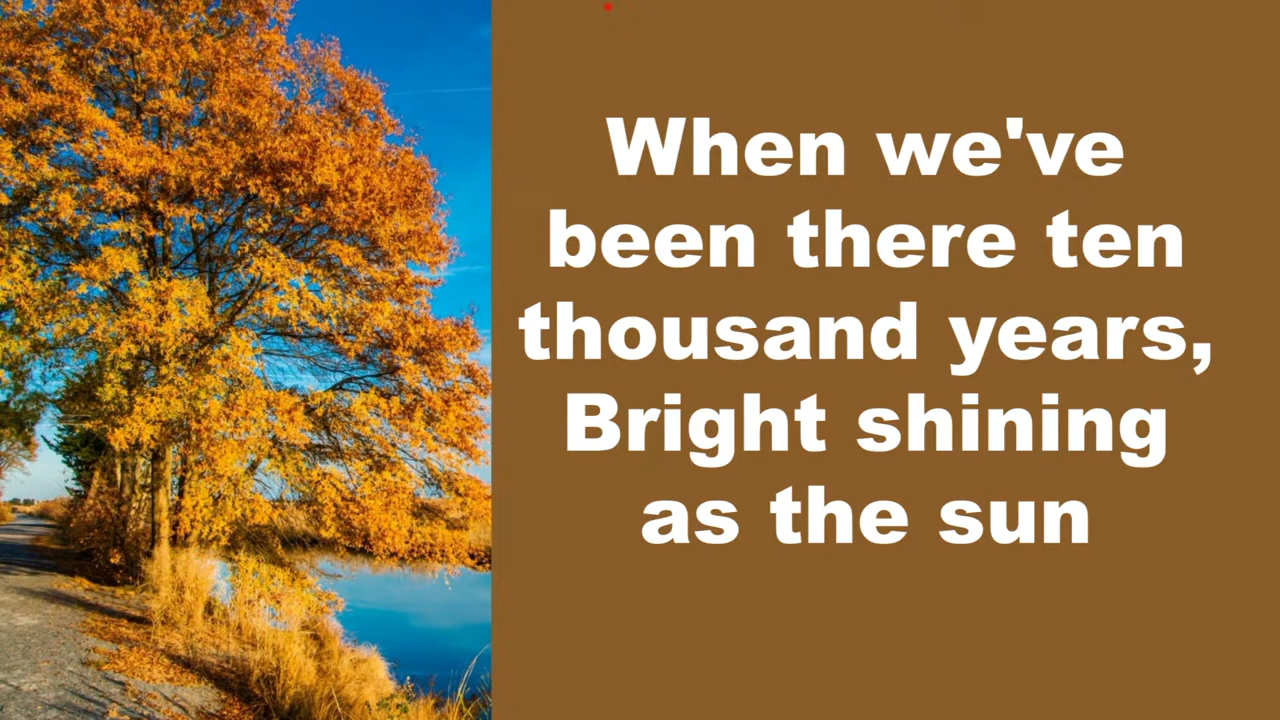 When we've
been there ten
thousand years,
Bright shining
as the sun